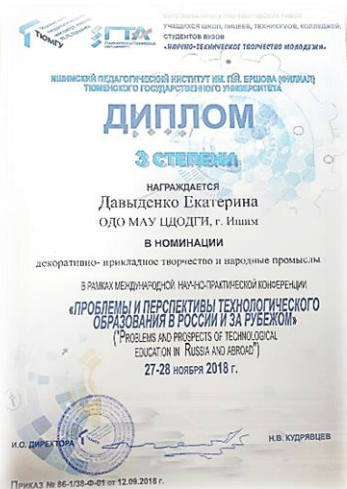 ТЮМГУ
УЧАЩИХСЯ ШКОЛ, ЛИЦЕЕВ, ТЕХНИКУМОВ, КОЛЛЕДЖЕЙ,
СТУДЕНТОВ ВУЗОВ
«НАУЧНО-ТЕХНИЧЕСКОЕ ТВОРЧЕСТВО МОЛОДЕЖИ»
ИШИМСКИЙ ПЕДАГОГИЧЕСКИЙ ИНСТИТУТ ИМ. П.П. ЕРШОВА (ФИЛИАЛ)
ТЮМЕНСКОГО ГОСУДАРСТВЕННОГО УНИВЕРСИТЕТА
ДИПЛОМ
3 СТЕПЕНИ
НАГРАЖДАЕТСЯ
Давыденко Екатерина
ОДО МАУ ЦДОДГИ, г. Ишим
В НОМИНАЦИИ
декоративно- прикладное творчество и народные промыслы
В РАМКАХ МЕЖДУНАРОДНОЙ НАУЧНО-ПРАКТИЧЕСКОЙ КОНФЕРЕНЦИИ
«ПРОБЛЕМЫ И ПЕРСПЕКТИВЫ ТЕХНОЛОГИЧЕСКОГО
ОБРАЗОВАНИЯ В РОССИИ И ЗА РУБЕЖОМ»
("PROBLEMS AND PROSPECTS OF TECHNOLOGICAL
EDUCATION IN RUSSIA AND ABROAD")
27-28 НОЯБРЯ 2018 г.
И.О. ДИРЕКТОРА
Н.В. КУДРЯВЦЕВ
ПРИКАЗ № 86-1/38-Ф-01 от 12.09.2018 г.